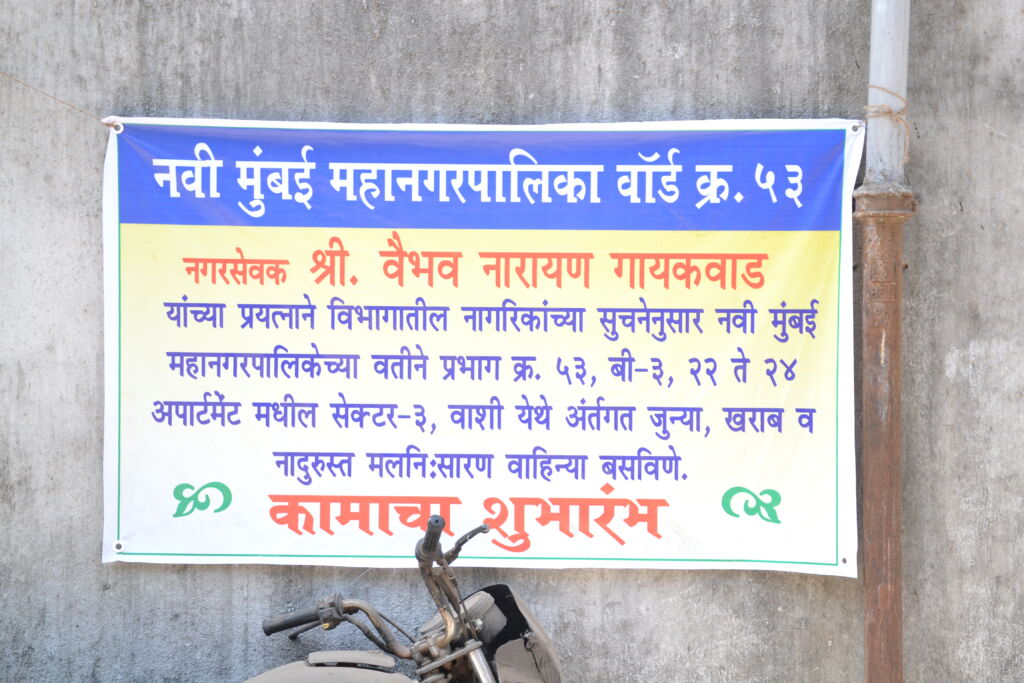 नवी मुंबई महानगरपालिका वॉर्ड क्र. ५३
नगरसेवक श्री. वैभव नारायण गायकवाड
यांच्या प्रयत्नाने विभागातील नागरिकांच्या सुचनेनुसार नवी मुंबई
महानगरपालिकेच्या वतीने प्रभाग क्र. ५३, बी-३, २२ ते २४
अपार्टमेंट मधील सेक्टर-३, वाशी येथे अंर्तगत जुन्या, खराब व
नादुरुस्त मलनि:सारण वाहिन्या बसविणे.
कामाचा शुभारंभ